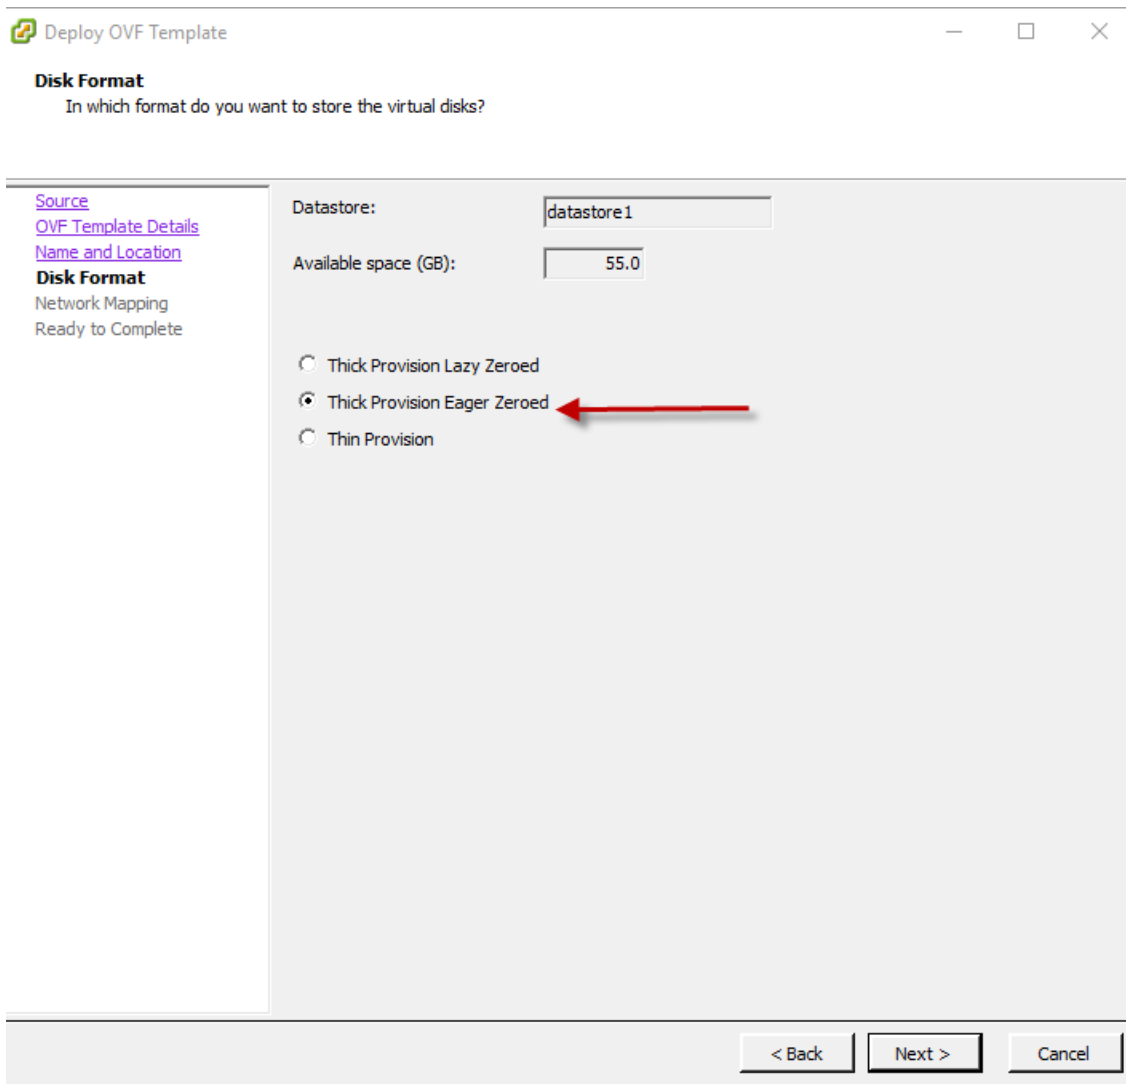 Deploy OVF Template
Disk Format
In which format do you want to store the virtual disks?
Source
OVF Template Details
Name and Location
Disk Format
Network Mapping
Ready to Complete
Datastore: datastore1
Available space (GB): 55.0
Thick Provision Lazy Zeroed
Thick Provision Eager Zeroed
Thin Provision
< Back Next > Cancel